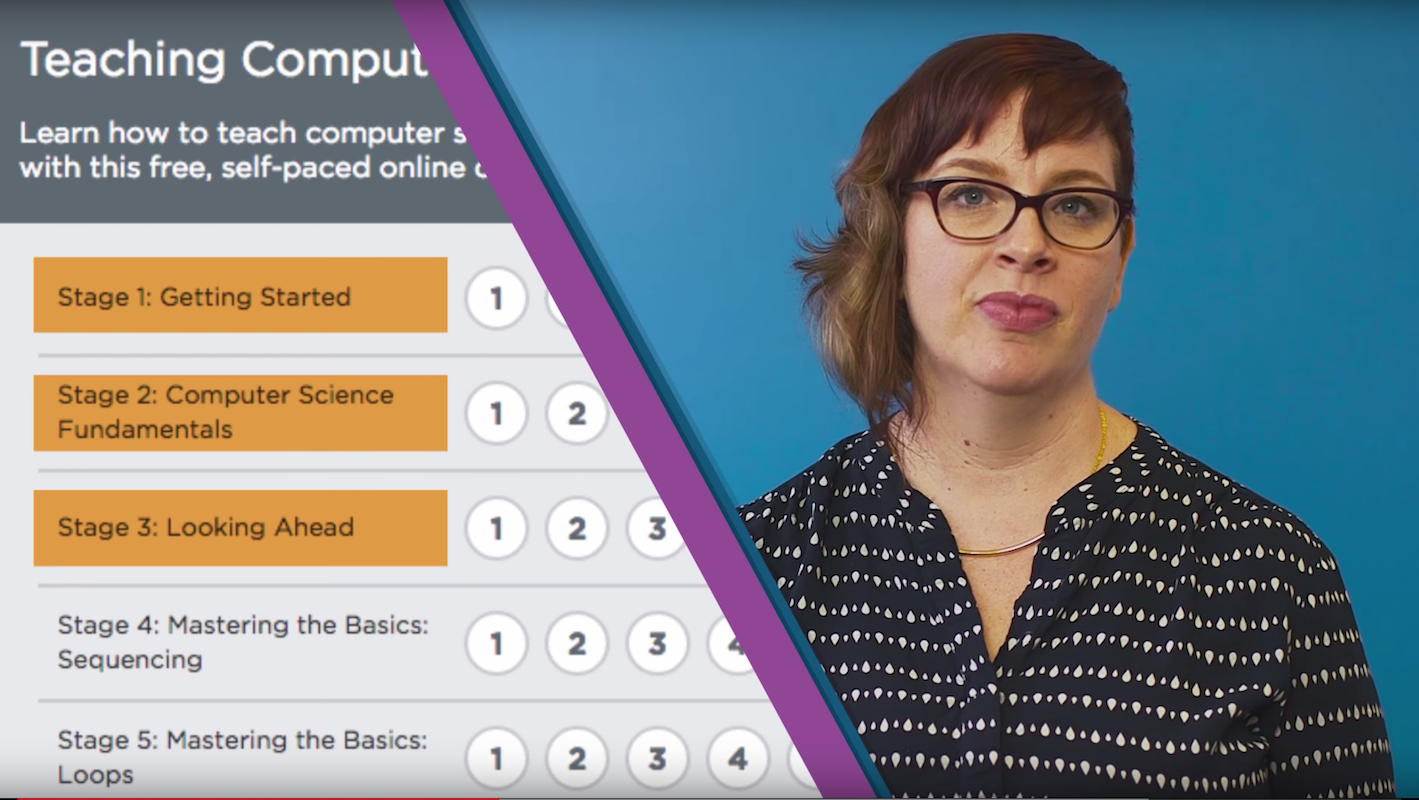 Teaching Comput
Learn how to teach computer s
with this free, self-paced online
Stage 1: Getting Started
1
Stage 2: Computer Science
Fundamentals
1 2
Stage 3: Looking Ahead
1 2 3
Stage 4: Mastering the Basics:
Sequencing
1 2 3 4
Stage 5: Mastering the Basics:
Loops
1 2 3 4